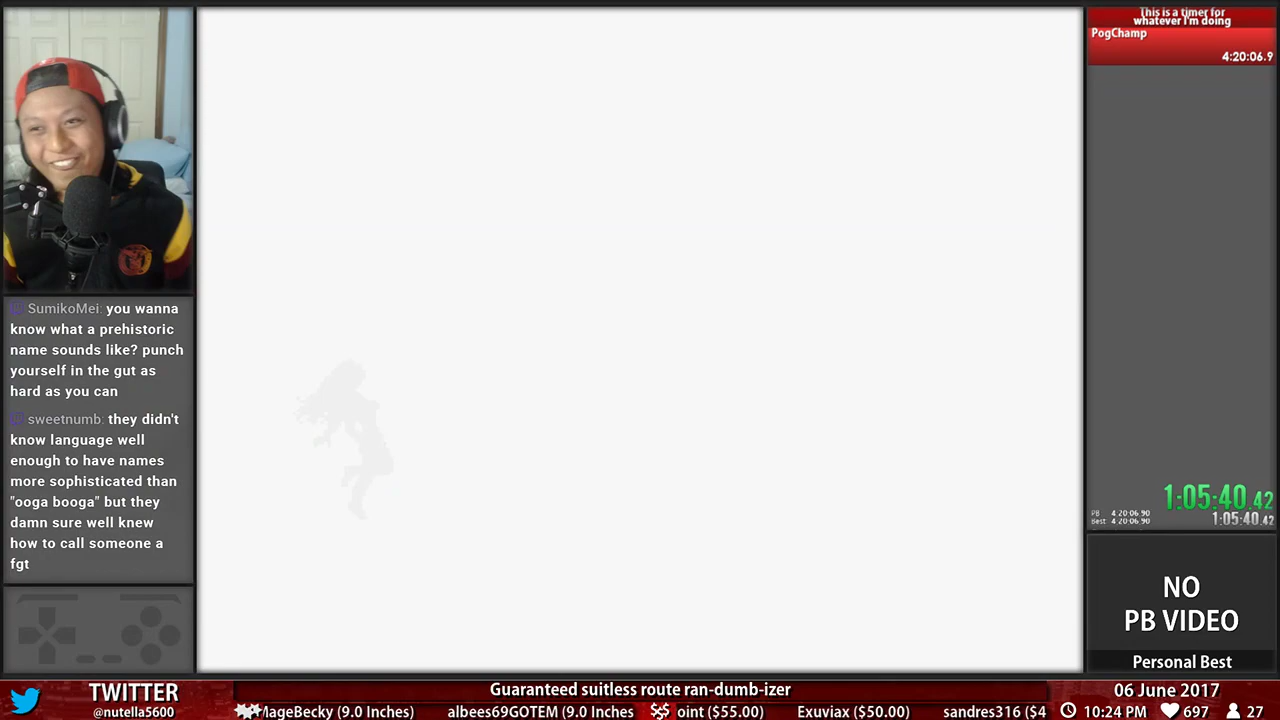 This is a timer for
whatever I'm doing
PogChamp
4:20:06.9
SumikoMei: you wanna
know what a prehistoric
name sounds like? punch
yourself in the gut as
hard as you can
sweetnumb: they didn't
know language well
enough to have names
more sophisticated than
"ooga booga" but they
damn sure well knew
how to call someone a
fgt
1:05:40.42
PB 4:20:06.90
Best 4:20:06.90
1:05:40.42
NO
PB VIDEO
Personal Best
TWITTER
@nutella5600
Guaranteed suitless route ran-dumb-izer
MageBecky (9.0 Inches) albees69GOTEM (9.0 Inches oint ($55.00) Exuviax ($50.00) sandres316 ($4
06 June 2017
10:24 PM 697 27